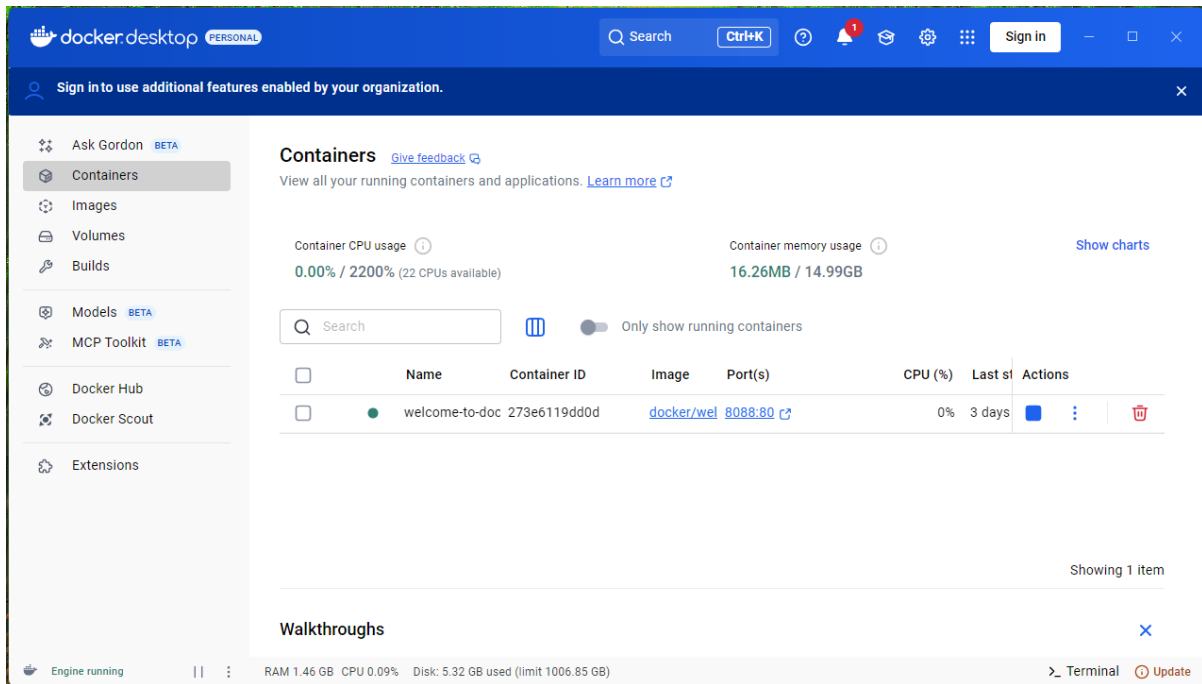 docker.desktop PERSONAL Search Ctrl+K 1 Sign in
Sign in to use additional features enabled by your organization.
Ask Gordon BETA
Containers
Images
Volumes
Builds
Models BETA
MCP Toolkit BETA
Docker Hub
Docker Scout
Extensions
Containers Give feedback
View all your running containers and applications. Learn more
Container CPU usage
0.00% / 2200% (22 CPUs available)
Container memory usage
16.26MB / 14.99GB
Show charts
Search
Only show running containers
Name Container ID Image Port(s) CPU (%) Last st Actions
welcome-to-doc 273e6119dd0d docker/wel 8088:80 0% 3 days
Showing 1 item
Walkthroughs
Engine running RAM 1.46 GB CPU 0.09% Disk: 5.32 GB used (limit 1006.85 GB) Terminal Update